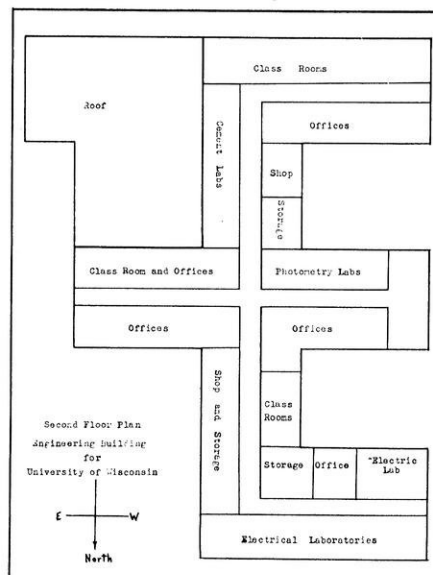 Class Rooms
Roof
Offices
Cement Labs
Shop
Storage
Class Room and Offices
Photometry Labs
Offices
Offices
Shop and Storage
Class
Rooms
Storage
Office
Electric
Lab
Second Floor Plan
Engineering Building
for
University of Wisconsin
E
W
North
Electrical Laboratories